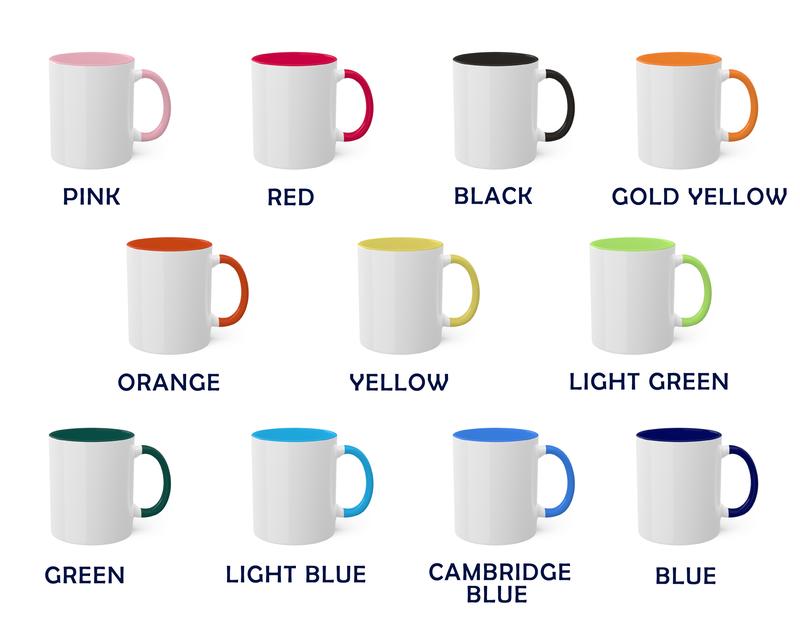 PINK
RED
BLACK
GOLD YELLOW
ORANGE
YELLOW
LIGHT GREEN
GREEN
LIGHT BLUE
CAMBRIDGE
BLUE
BLUE